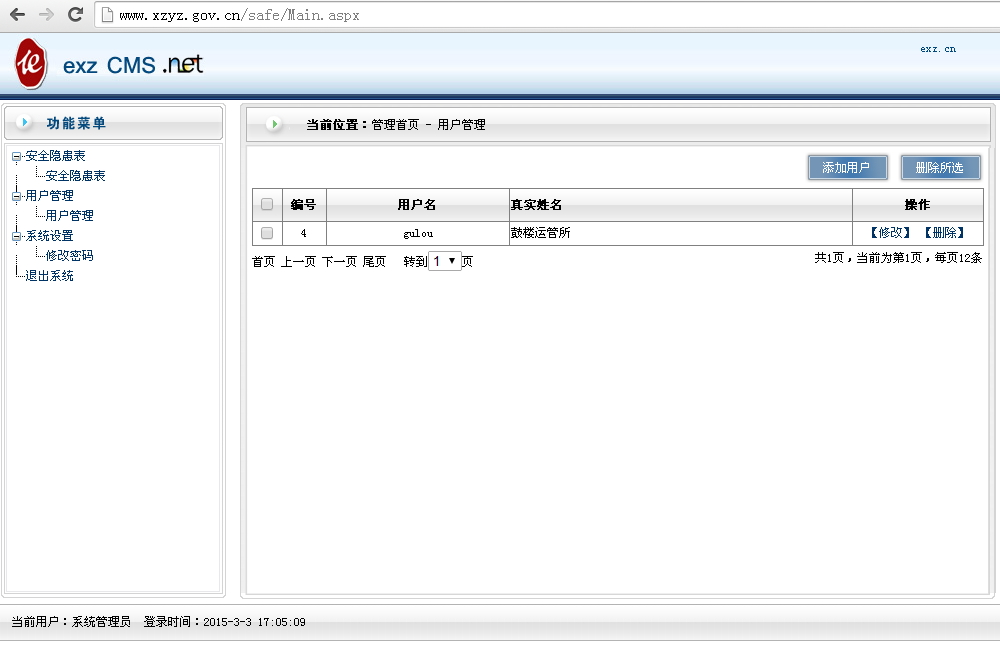 www.xzyz.gov.cn/safe/Main.aspx
exz CMS .net
exz.cn
功能菜单
安全隐患表
安全隐患表
用户管理
用户管理
系统设置
修改密码
退出系统
当前位置：管理首页 - 用户管理
添加用户 删除所选
编号 用户名 真实姓名 操作
4 gulou 鼓楼运管所 【修改】 【删除】
首页 上一页 下一页 尾页 转到 1 页 共1页，当前为第1页，每页12条
当前用户：系统管理员 登录时间：2015-3-3 17:05:09